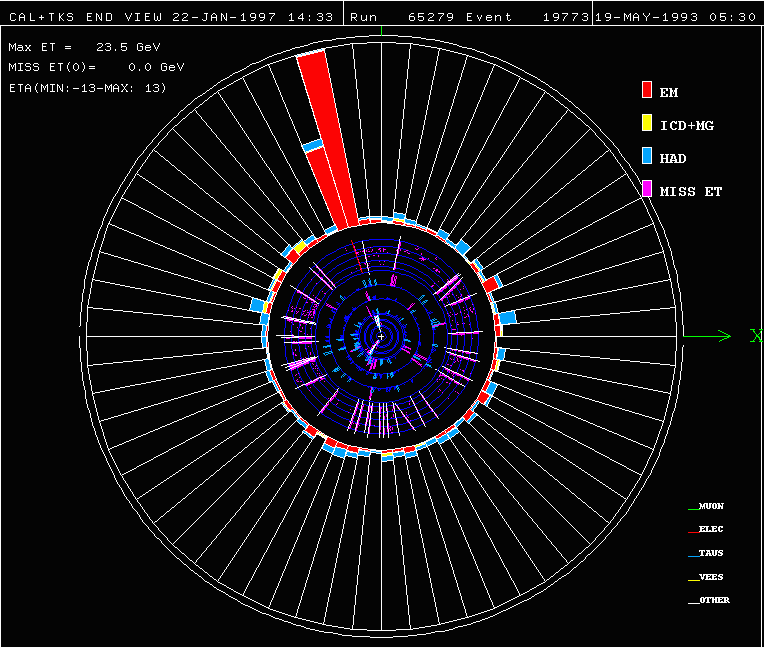 CAL+TKS END VIEW 22-JAN-1997 14:33 Run 65279 Event 19773 19-MAY-1993 05:30
Max ET = 23.5 GeV
MISS ET(0)= 0.0 GeV
ETA(MIN:-13-MAX: 13)
EM
ICD+MG
HAD
MISS ET
X
MUON
ELEC
TAUS
VEES
OTHER